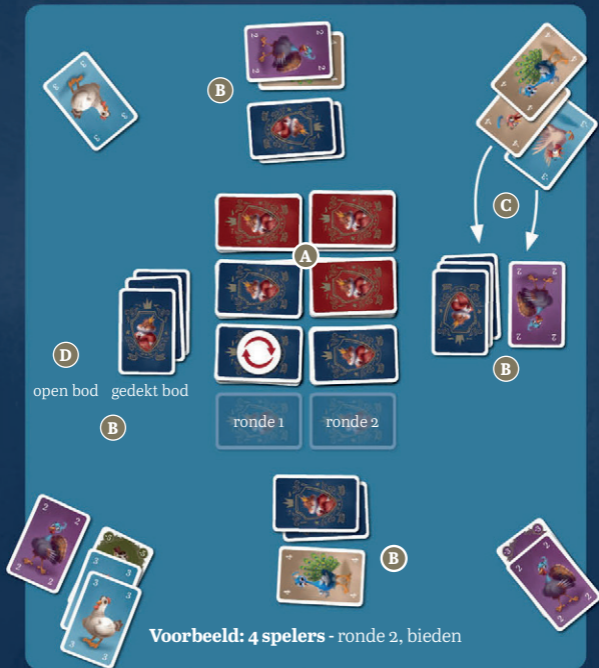 B
C
A
D
B
open bod gedekt bod
B
ronde 1 ronde 2
B
Voorbeeld: 4 spelers - ronde 2, bieden